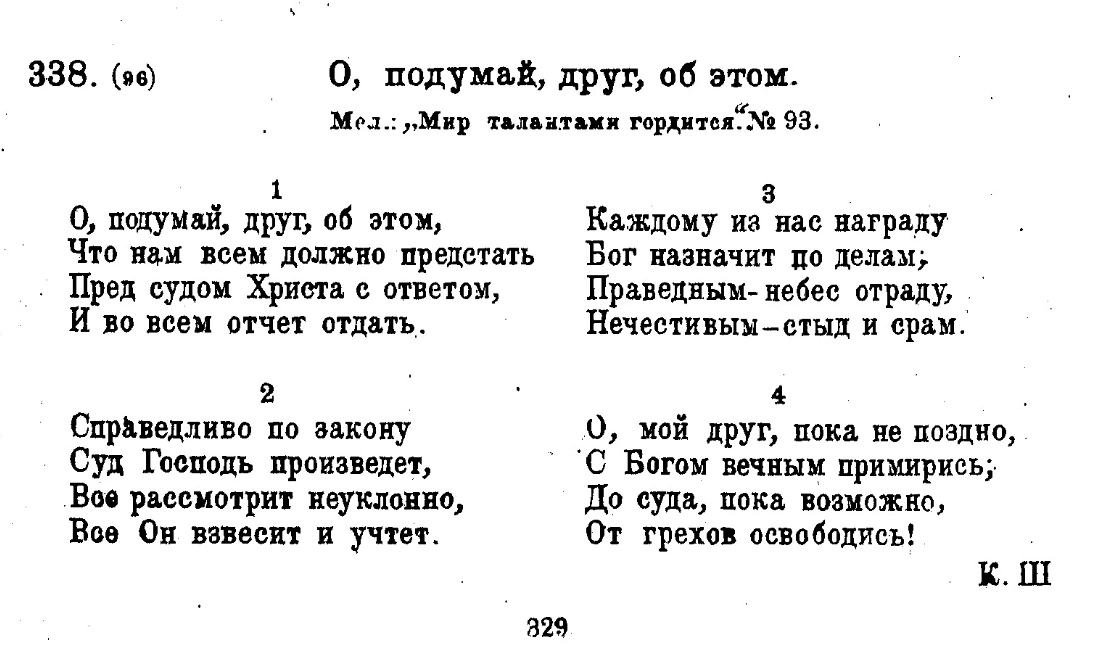 338. (96) О, подумай, друг, об этом.
Мел.: „Мир талантами гордится“. № 93.
1
О, подумай, друг, об этом,
Что нам всем должно предстать
Пред судом Христа с ответом,
И во всем отчет отдать.
2
Справедливо по закону
Суд Господь произведет,
Все рассмотрит неуклонно,
Все Он взвесит и учтет.
3
Каждому из нас награду
Бог назначит по делам;
Праведным-небес отраду,
Нечестивым–стыд и срам.
4
О, мой друг, пока не поздно,
С Богом вечным примирись;
До суда, пока возможно,
От грехов освободись!
К. Ш
329